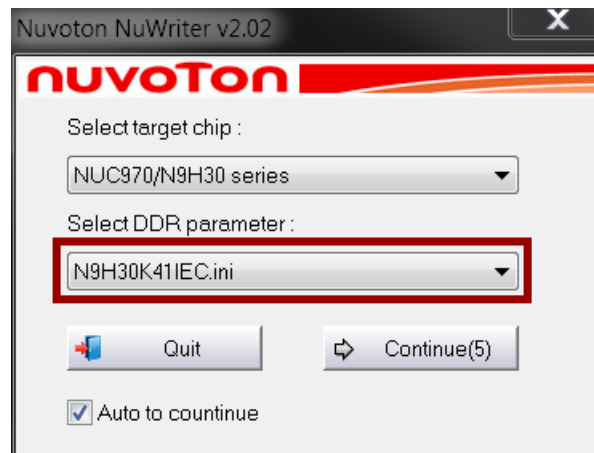 Nuvoton NuWriter v2.02
X
nuvoTon
Select target chip :
NUC970/N9H30 series
Select DDR parameter :
N9H30K41IEC.ini
Quit
Continue(5)
Auto to countinue